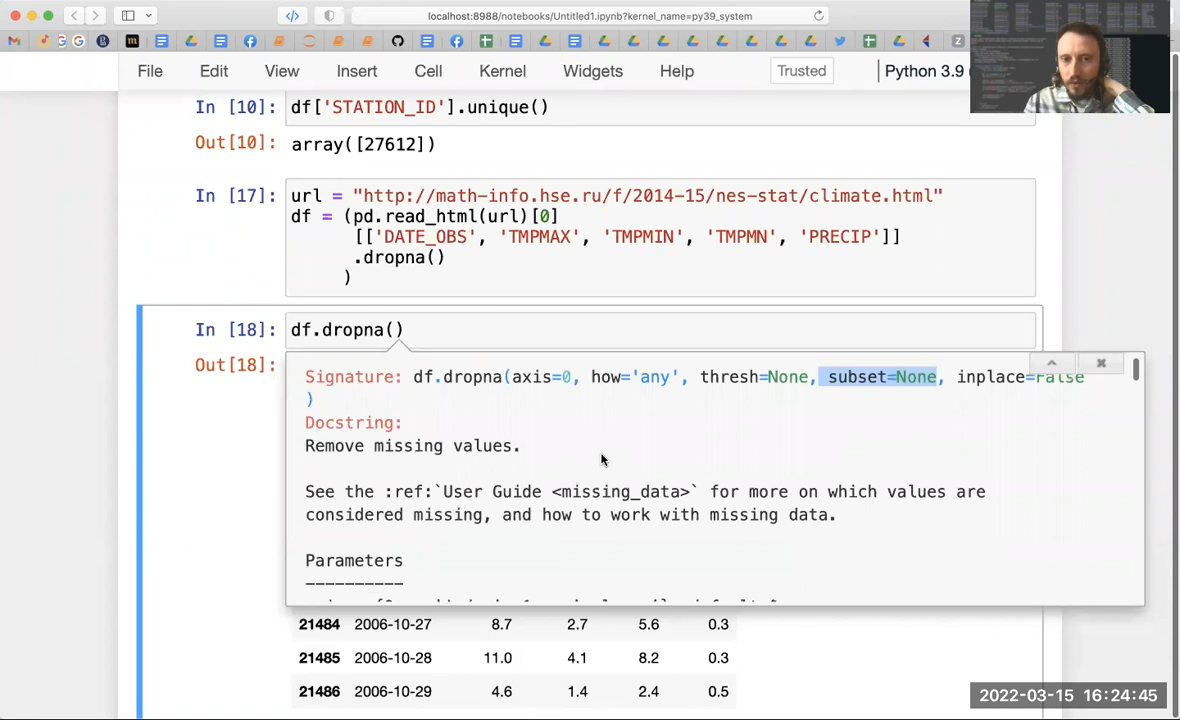 localhost:8988/notebooks/Untitled1.ipynb?kernel_name=py39_system
File Edit View Insert Cell Kernel Widgets Help Trusted Python 3.9
In [10]: df['STATION_ID'].unique()
Out[10]: array([27612])
In [17]: url = "http://math-info.hse.ru/f/2014-15/nes-stat/climate.html"
df = (pd.read_html(url)[0]
[['DATE_OBS', 'TMPMAX', 'TMPMIN', 'TMPMN', 'PRECIP']]
.dropna()
)
In [18]: df.dropna()
Out[18]:
Signature: df.dropna(axis=0, how='any', thresh=None, subset=None, inplace=False
)
Docstring:
Remove missing values.
See the :ref:`User Guide <missing_data>` for more on which values are
considered missing, and how to work with missing data.
Parameters
----------
21484 2006-10-27 8.7 2.7 5.6 0.3
21485 2006-10-28 11.0 4.1 8.2 0.3
21486 2006-10-29 4.6 1.4 2.4 0.5
2022-03-15 16:24:45